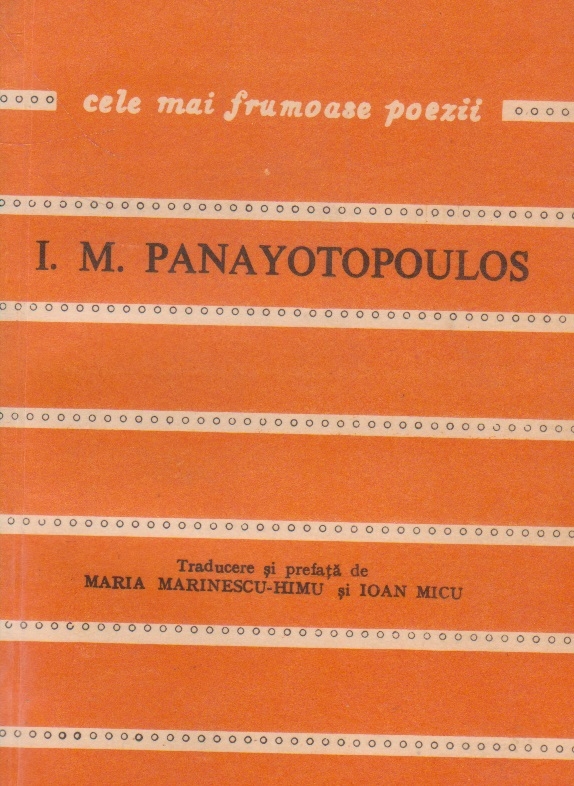 cele mai frumoase poezii
I. M. PANAYOTOPOULOS
Traducere și prefață de
MARIA MARINESCU-HIMU și IOAN MICU